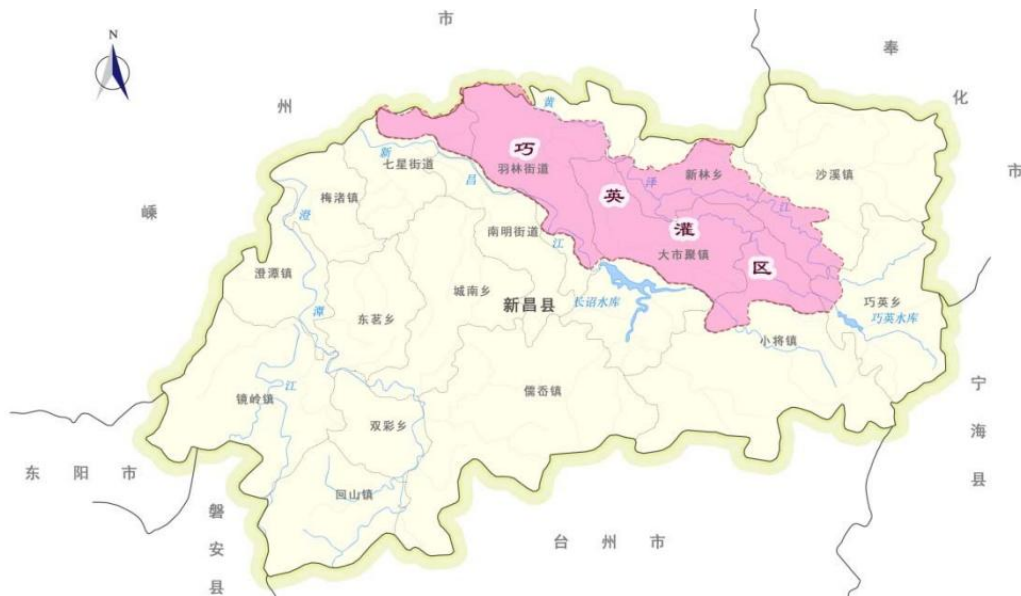 N
市
奉
化
市
州
嵊
黄
泽
江
巧
英
灌
区
羽林街道
新林乡
沙溪镇
新
昌
江
七星街道
梅渚镇
澄
潭
江
南明街道
大市聚镇
澄潭镇
城南乡
新昌县
长诏水库
巧英乡
巧英水库
东茗乡
小将镇
镜岭镇
儒岙镇
双彩乡
回山镇
宁
海
县
东阳市
磐
安
县
台州市